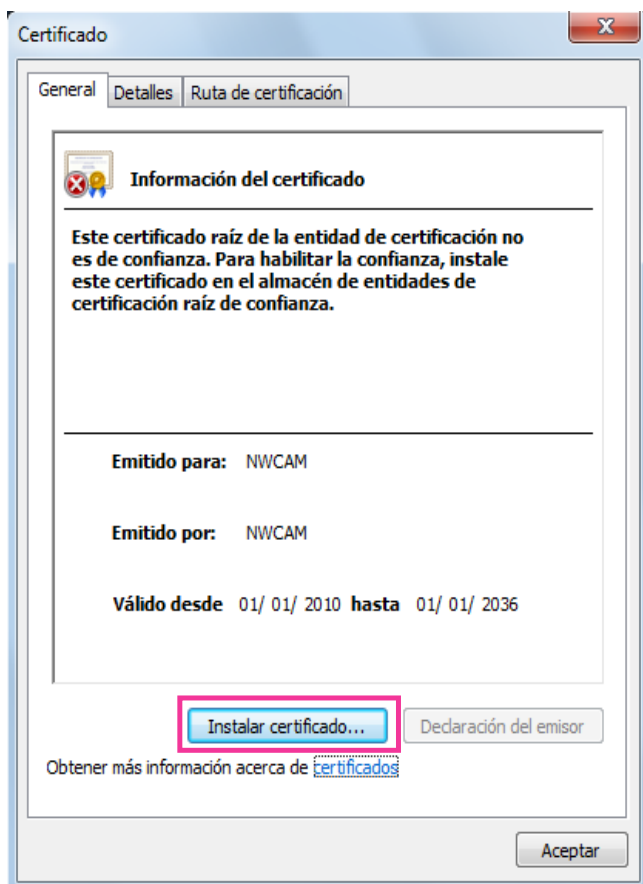 Certificado
General Detalles Ruta de certificación
Información del certificado
Este certificado raíz de la entidad de certificación no
es de confianza. Para habilitar la confianza, instale
este certificado en el almacén de entidades de
certificación raíz de confianza.
Emitido para: NWCAM
Emitido por: NWCAM
Válido desde 01/ 01/ 2010 hasta 01/ 01/ 2036
Instalar certificado... Declaración del emisor
Obtener más información acerca de certificados
Aceptar